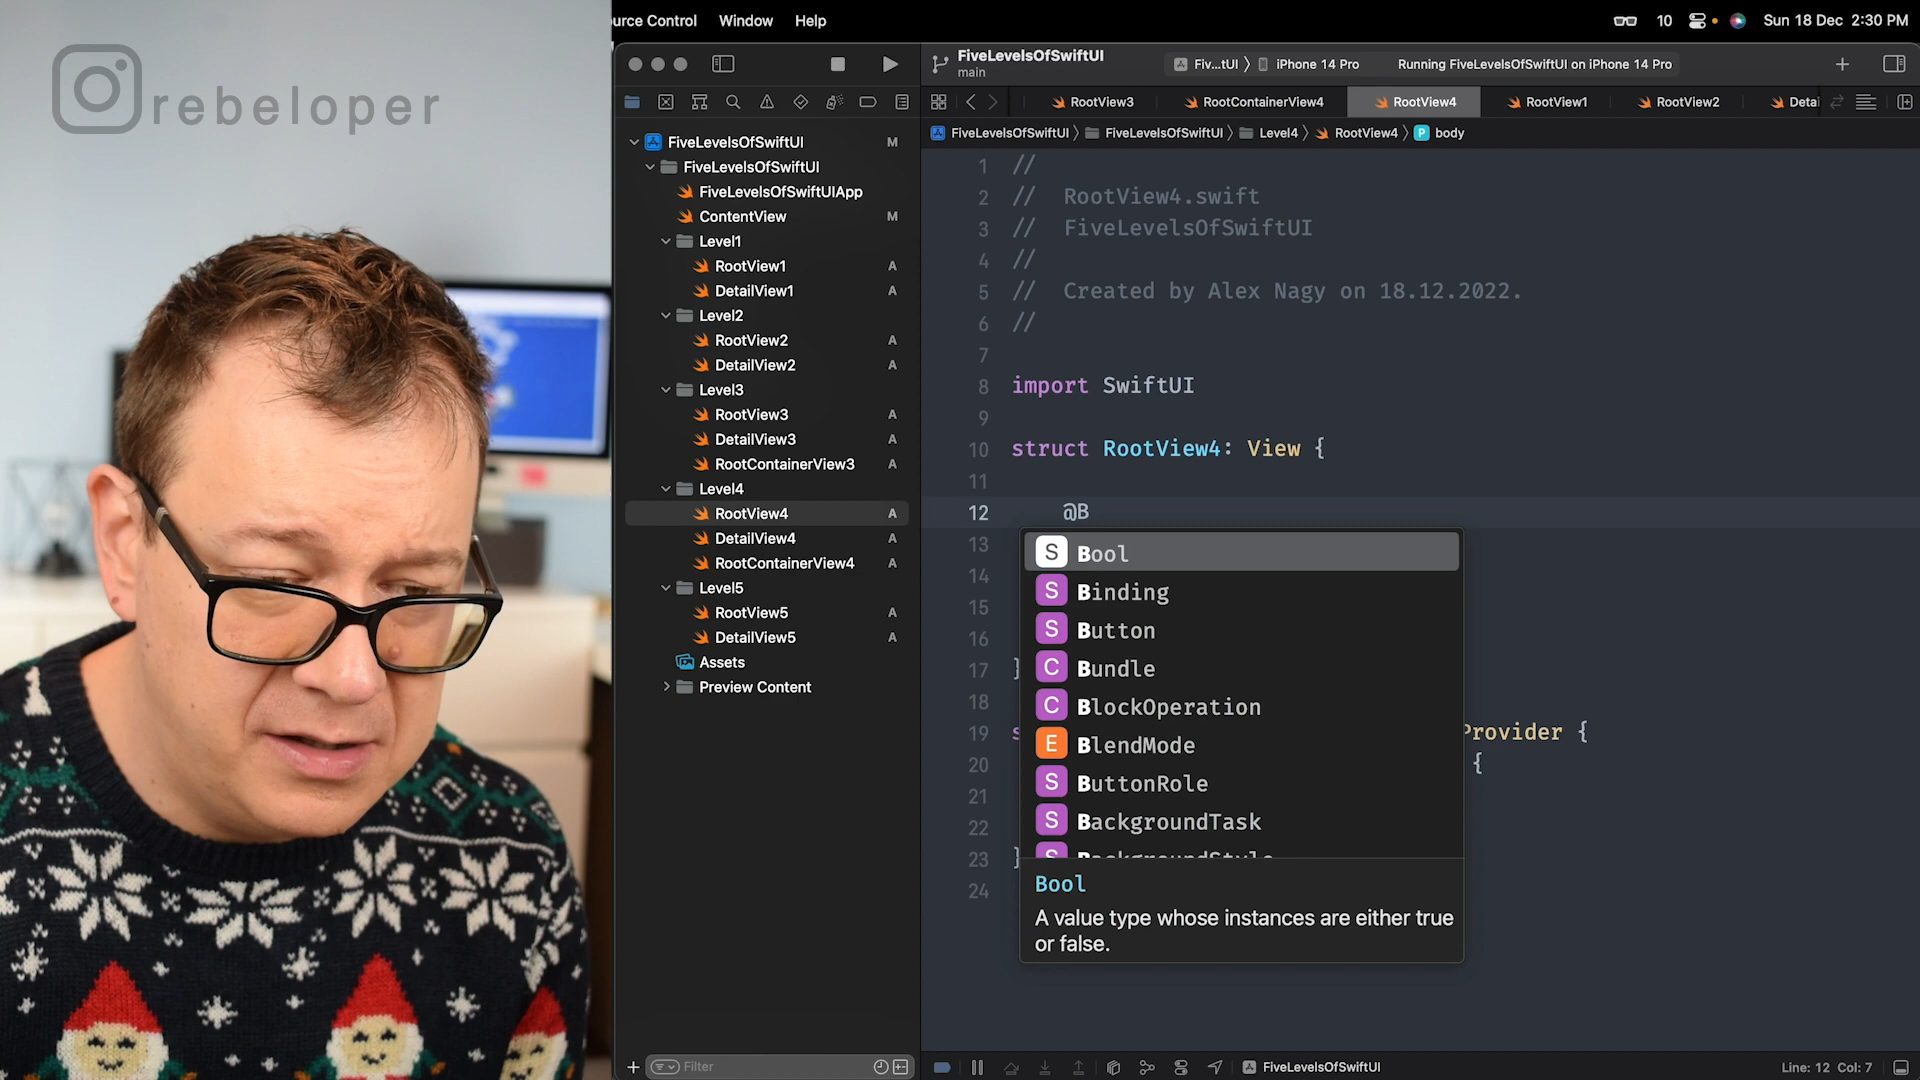 urce Control Window Help
10 Sun 18 Dec 2:30 PM
rebeloper
FiveLevelsOfSwiftUI
main
Fiv...tUI iPhone 14 Pro Running FiveLevelsOfSwiftUI on iPhone 14 Pro
RootView3 RootContainerView4 RootView4 RootView1 RootView2 Detai
FiveLevelsOfSwiftUI FiveLevelsOfSwiftUI Level4 RootView4 P body
FiveLevelsOfSwiftUI M
FiveLevelsOfSwiftUI
FiveLevelsOfSwiftUIApp
ContentView M
Level1
RootView1 A
DetailView1 A
Level2
RootView2 A
DetailView2 A
Level3
RootView3 A
DetailView3 A
RootContainerView3 A
Level4
RootView4 A
DetailView4 A
RootContainerView4 A
Level5
RootView5 A
DetailView5 A
Assets
Preview Content
Filter
1 //
2 // RootView4.swift
3 // FiveLevelsOfSwiftUI
4 //
5 // Created by Alex Nagy on 18.12.2022.
6 //
7
8 import SwiftUI
9
10 struct RootView4: View {
11
12 @B
13
14
15
16
17 }
18
19 s Provider {
20 {
21
22
23 }
24
S Bool
S Binding
S Button
C Bundle
C BlockOperation
E BlendMode
S ButtonRole
S BackgroundTask
S BackgroundStyle
Bool
A value type whose instances are either true
or false.
FiveLevelsOfSwiftUI
Line: 12 Col: 7